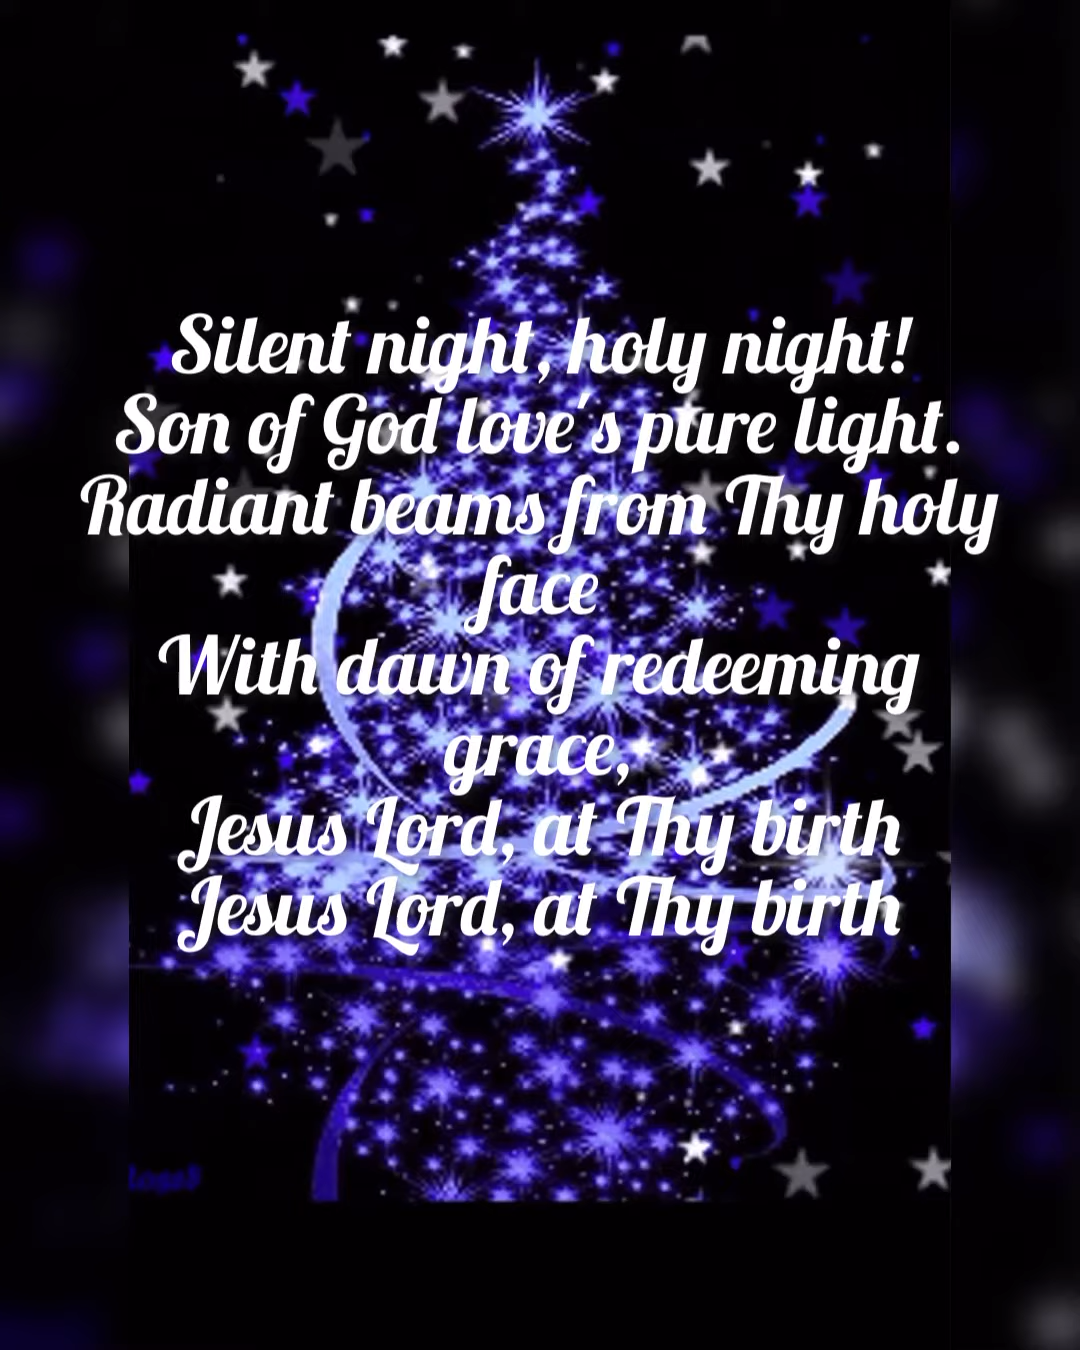 Silent night, holy night!
Son of God love's pure light.
Radiant beams from Thy holy
face
With dawn of redeeming
grace,
Jesus Lord, at Thy birth
Jesus Lord, at Thy birth